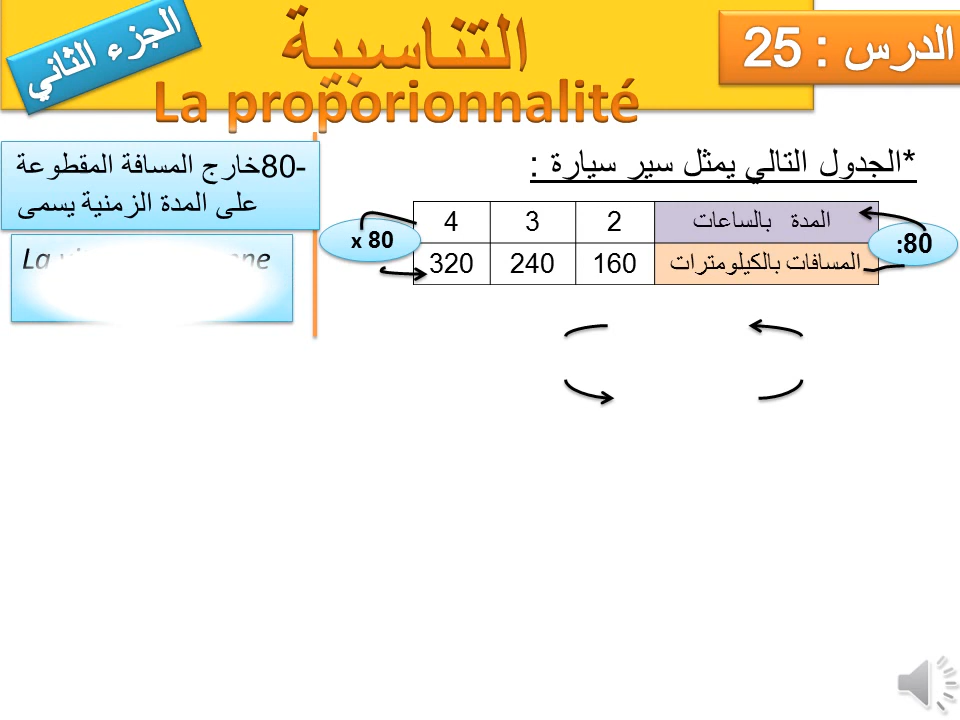 الدرس : 25
التناسبية
الجزء الثاني
La proporionnalité
*الجدول التالي يمثل سير سيارة :
المدة بالساعات 2 3 4
المسافات بالكيلومترات 160 240 320
:80
x 80
-80خارج المسافة المقطوعة
على المدة الزمنية يسمى
La